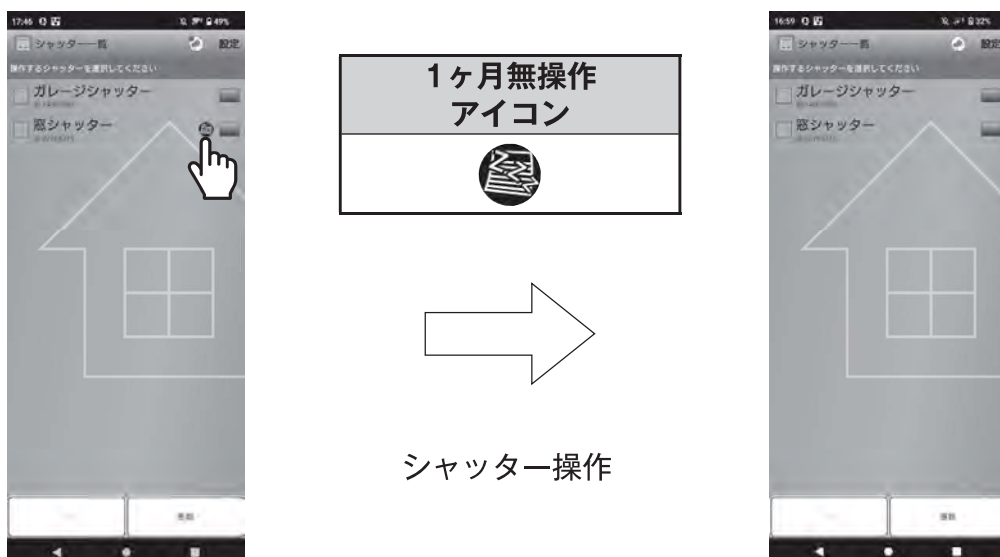 17:46
49%
シャッター一覧
設定
操作するシャッターを選択してください
ガレージシャッター
窓シャッター
1ヶ月無操作
アイコン
シャッター操作
16:59
32%
シャッター一覧
設定
操作するシャッターを選択してください
ガレージシャッター
窓シャッター